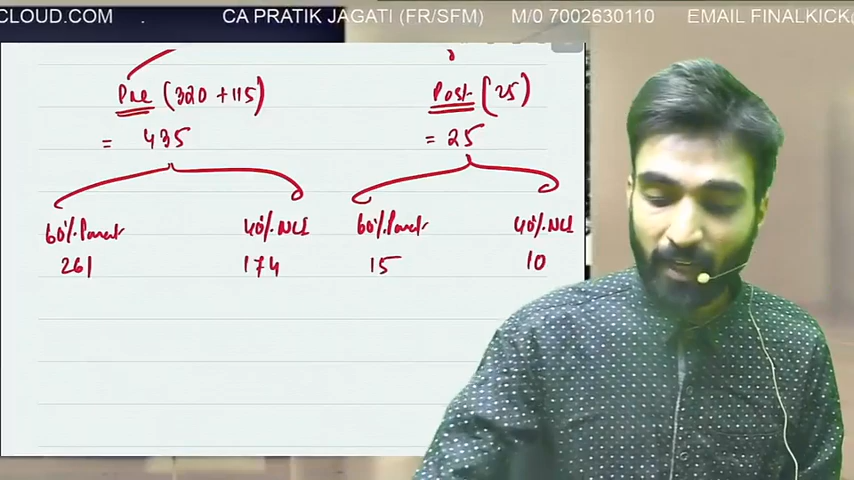 CLOUD.COM . CA PRATIK JAGATI (FR/SFM) M/0 7002630110 EMAIL FINALKICK@
Pre (320 + 115) Post (25)
= 435 = 25
60% Parent 40% NCI 60% Parent 40% NCI
261 174 15 10